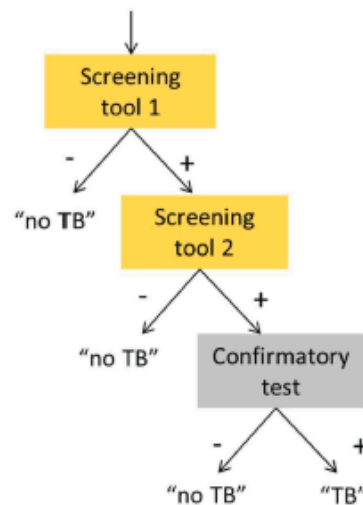 Screening
tool 1
- +
“no TB”
Screening
tool 2
- +
“no TB”
Confirmatory
test
- +
“no TB” “TB”